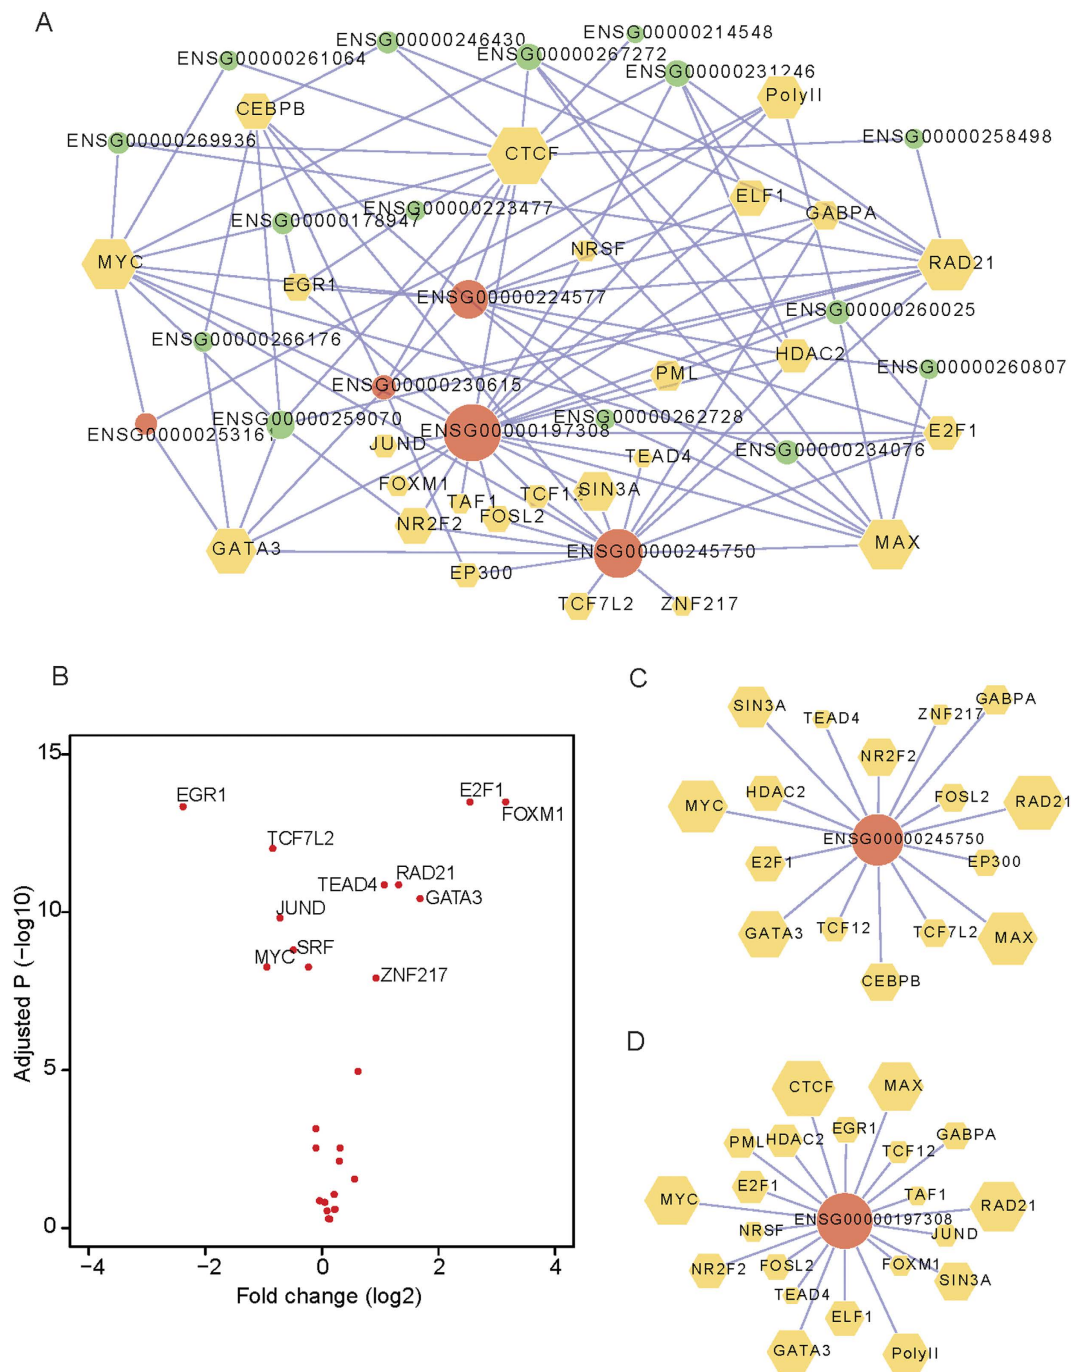 A
ENSG00000246430
ENSG00000214548
ENSG00000261064
ENSG00000267272
ENSG00000231246
PolyII
CEBPB
ENSG00000269936
CTCF
ENSG00000258498
ELF1
ENSG00000223477
ENSG00000178947
GABPA
NRSF
MYC
RAD21
EGR1
ENSG00000224577
ENSG00000260025
ENSG00000266176
HDAC2
PML
ENSG00000260807
ENSG00000230615
ENSG00000259070
ENSG00000262728
ENSG00000253161
ENSG00000197308
E2F1
JUND
ENSG00000234076
TEAD4
FOXM1
TAF1
TCF1
SIN3A
NR2F2
FOSL2
GATA3
ENSG00000245750
MAX
EP300
TCF7L2
ZNF217
B
15
10
5
0
−4
−2
0
2
4
Adjusted P (−log10)
Fold change (log2)
EGR1
E2F1
FOXM1
TCF7L2
TEAD4
RAD21
GATA3
JUND
MYC
SRF
ZNF217
C
SIN3A
TEAD4
ZNF217
GABPA
NR2F2
MYC
HDAC2
FOSL2
RAD21
ENSG00000245750
E2F1
EP300
GATA3
TCF12
TCF7L2
MAX
CEBPB
D
CTCF
MAX
PML
HDAC2
EGR1
TCF12
GABPA
MYC
E2F1
TAF1
RAD21
ENSG00000197308
NRSF
JUND
NR2F2
FOSL2
FOXM1
SIN3A
TEAD4
ELF1
GATA3
PolyII